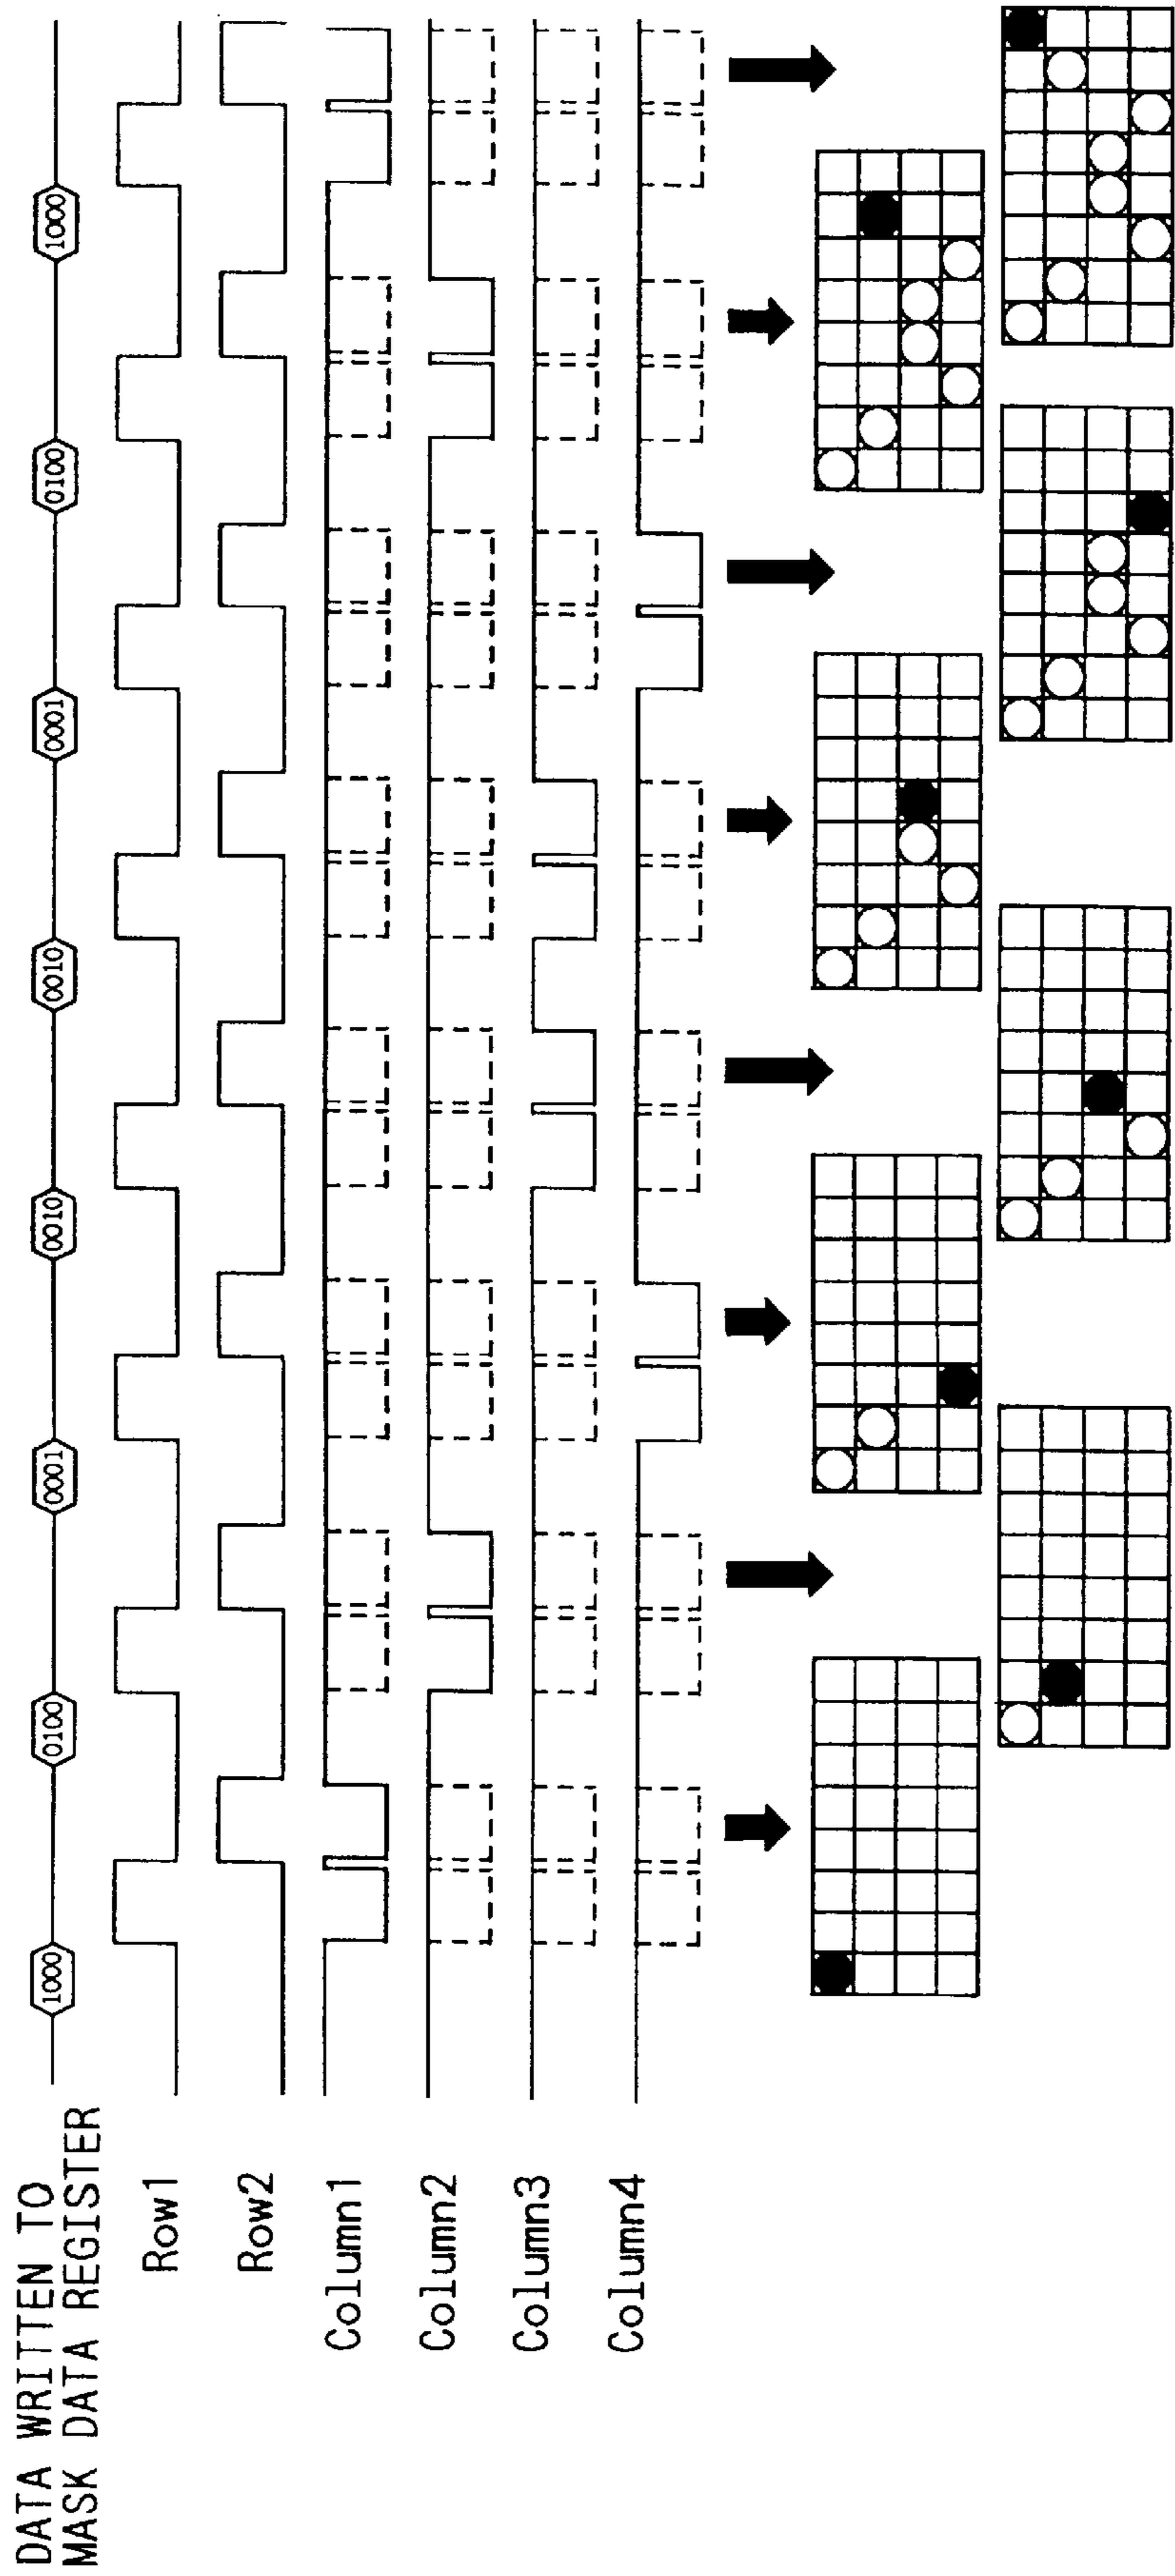 DATA WRITTEN TO
MASK DATA REGISTER
1000
0100
0001
0010
0010
0001
0100
1000
Row1
Row2
Column1
Column2
Column3
Column4